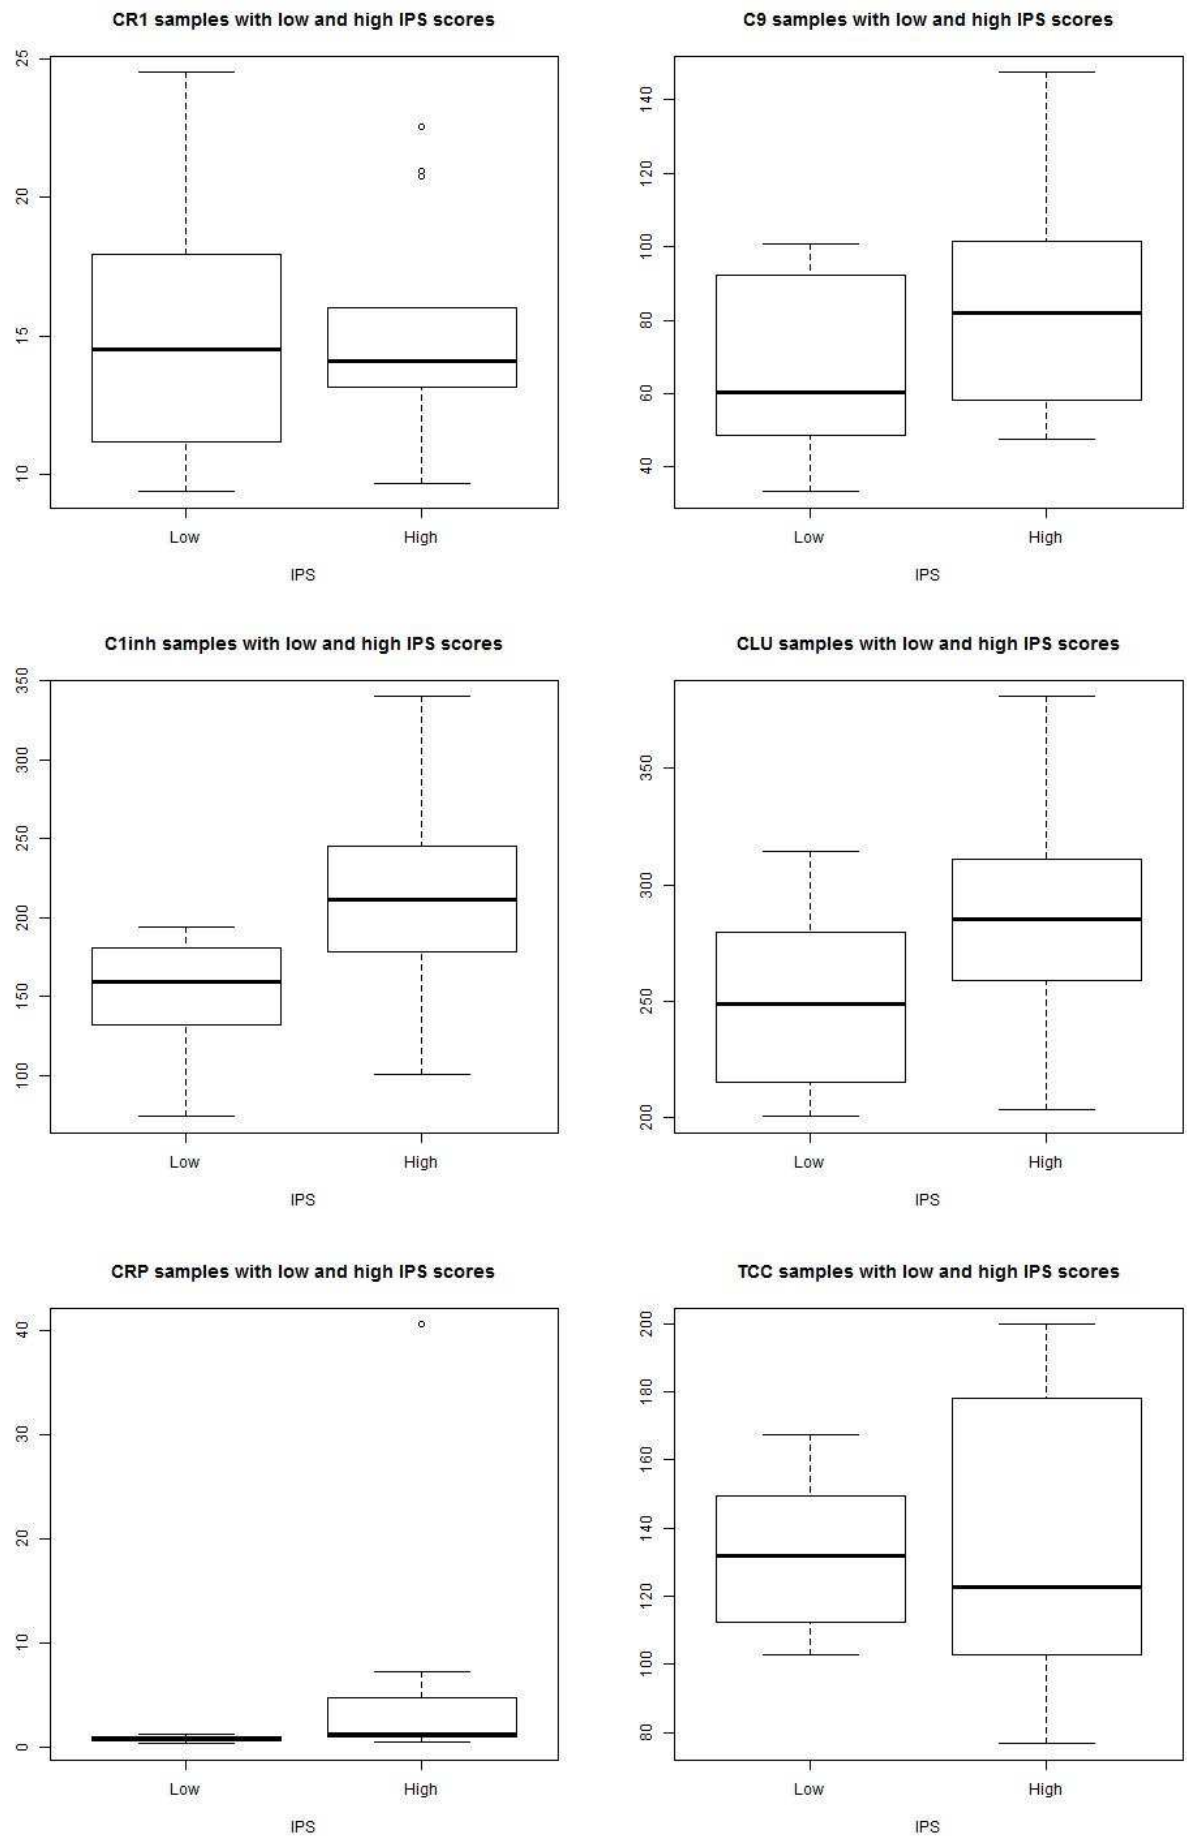 CR1 samples with low and high IPS scores
25
20
15
10
Low High
IPS
C9 samples with low and high IPS scores
140
120
100
80
60
40
Low High
IPS
C1inh samples with low and high IPS scores
350
300
250
200
150
100
Low High
IPS
CLU samples with low and high IPS scores
350
300
250
200
Low High
IPS
CRP samples with low and high IPS scores
40
30
20
10
0
Low High
IPS
TCC samples with low and high IPS scores
200
180
160
140
120
100
80
Low High
IPS